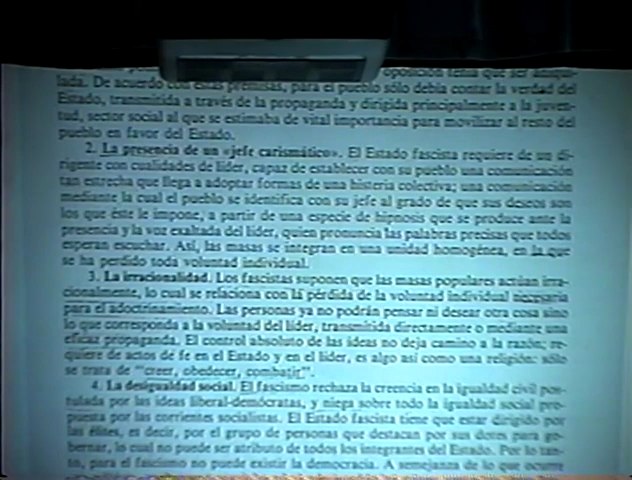 oposición tenía que ser aniqui-
lada. De acuerdo con estas premisas, para el pueblo sólo debía contar la verdad del
Estado, transmitida a través de la propaganda y dirigida principalmente a la juven-
tud, sector social al que se estimaba de vital importancia para movilizar al resto del
pueblo en favor del Estado.
2. La presencia de un «jefe carismático». El Estado fascista requiere de un di-
rigente con cualidades de líder, capaz de establecer con su pueblo una comunicación
tan estrecha que llega a adoptar formas de una histeria colectiva; una comunicación
mediante la cual el pueblo se identifica con su jefe al grado de que sus deseos son
los que éste le impone, a partir de una especie de hipnosis que se produce ante la
presencia y la voz exaltada del líder, quien pronuncia las palabras precisas que todos
esperan escuchar. Así, las masas se integran en una unidad homogénea, en la que
se ha perdido toda voluntad individual.
3. La irracionalidad. Los fascistas suponen que las masas populares actúan irra-
cionalmente, lo cual se relaciona con la pérdida de la voluntad individual necesaria
para el adoctrinamiento. Las personas ya no podrán pensar ni desear otra cosa sino
lo que corresponda a la voluntad del líder, transmitida directamente o mediante una
eficaz propaganda. El control absoluto de las ideas no deja camino a la razón; re-
quiere de actos de fe en el Estado y en el líder, es algo así como una religión: sólo
se trata de "creer, obedecer, combatir".
4. La desigualdad social. El fascismo rechaza la creencia en la igualdad civil pos-
tulada por las ideas liberal-demócratas, y niega sobre todo la igualdad social pro-
puesta por las corrientes socialistas. El Estado fascista tiene que estar dirigido por
las élites, es decir, por el grupo de personas que destacan por sus dotes para go-
bernar, lo cual no puede ser atributo de todos los integrantes del Estado. Por lo tan-
to, para el fascismo no puede existir la democracia. A semejanza de lo que ocurre